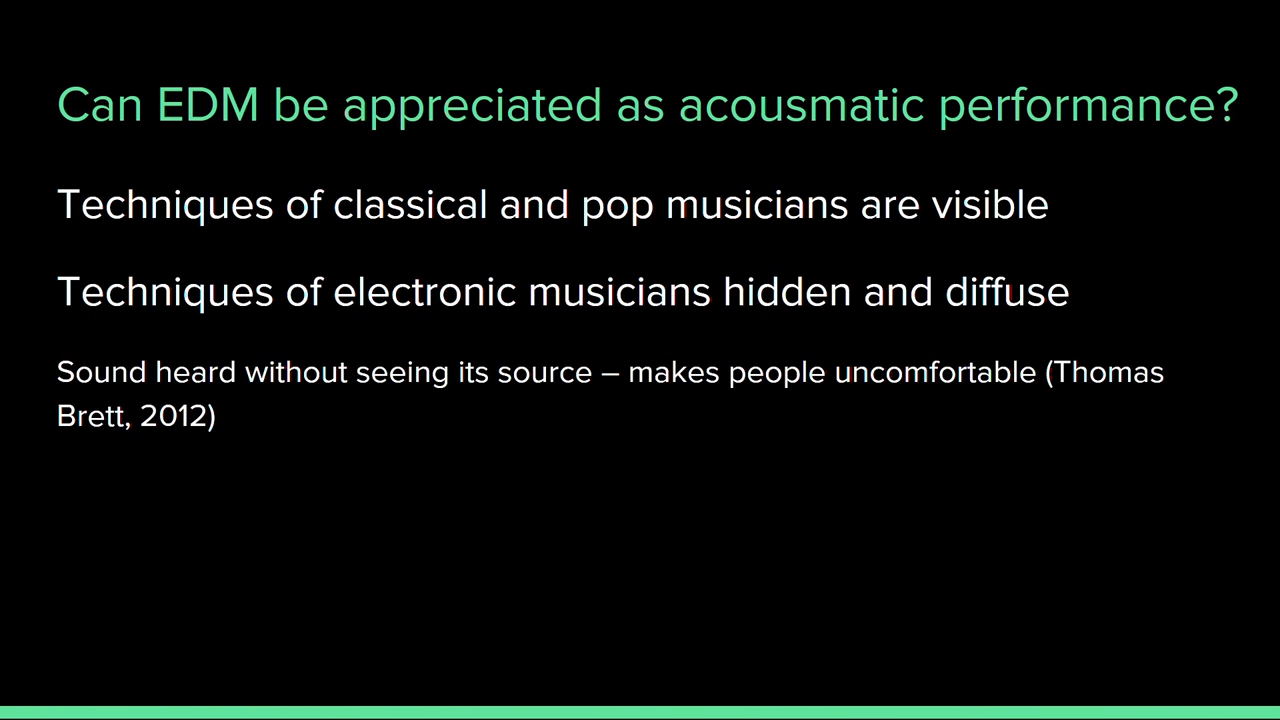 Can EDM be appreciated as acousmatic performance?
Techniques of classical and pop musicians are visible
Techniques of electronic musicians hidden and diffuse
Sound heard without seeing its source – makes people uncomfortable (Thomas
Brett, 2012)